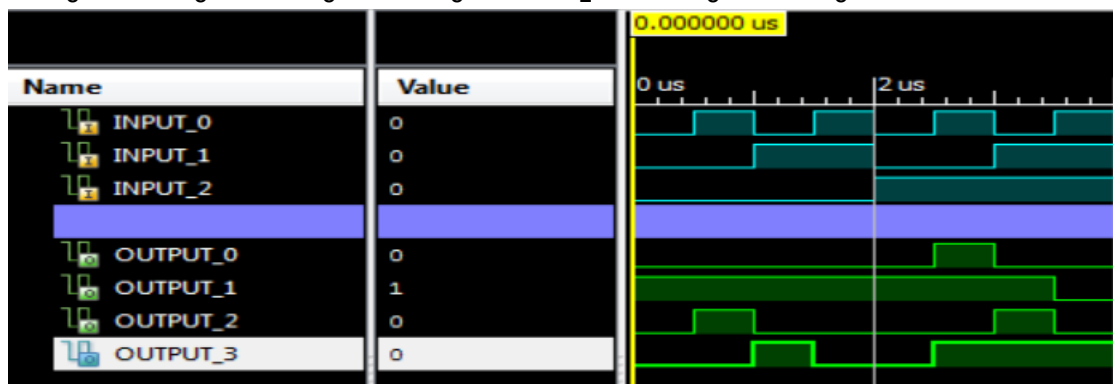 0.000000 us
Name Value 0 us 2 us
INPUT_0 0
INPUT_1 0
INPUT_2 0
OUTPUT_0 0
OUTPUT_1 1
OUTPUT_2 0
OUTPUT_3 0